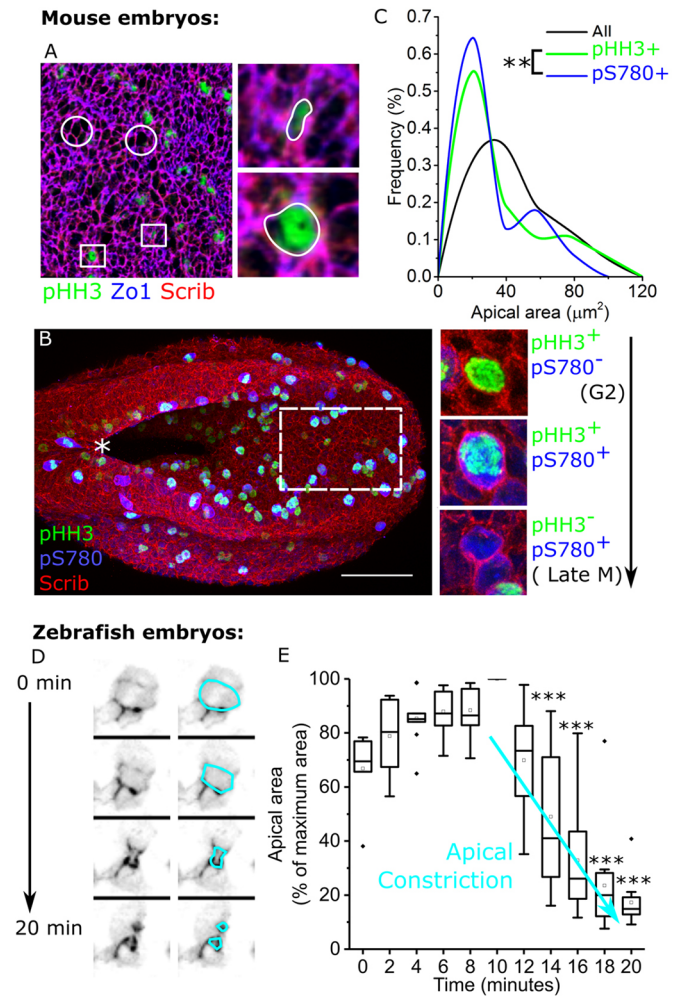 Mouse embryos:
A
pHH3 Zo1 Scrib
C
All
pHH3+
pS780+
**
Frequency (%)
0.7
0.6
0.5
0.4
0.3
0.2
0.1
0.0
0 40 80 120
Apical area (μm²)
B
*
pHH3
pS780
Scrib
pHH3⁺
pS780⁻
(G2)
pHH3⁺
pS780⁺
pHH3⁻
pS780⁺
( Late M)
Zebrafish embryos:
D
0 min
20 min
E
Apical area
(% of maximum area)
100
80
60
40
20
0
***
***
***
***
Apical
Constriction
0 2 4 6 8 10 12 14 16 18 20
Time (minutes)